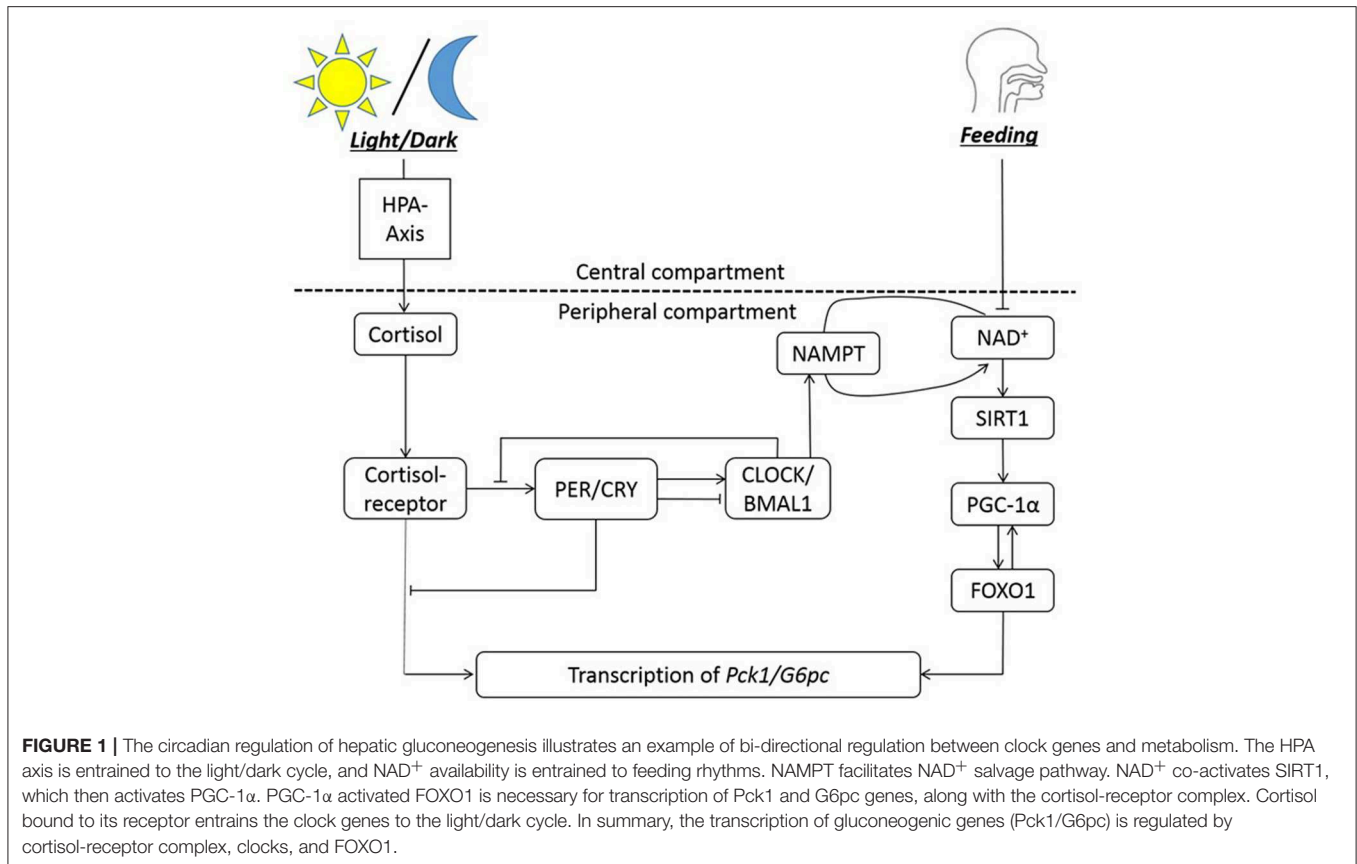 Light/Dark
Feeding
HPA-
Axis
Central compartment
Peripheral compartment
Cortisol
NAMPT
NAD⁺
SIRT1
Cortisol-
receptor
PER/CRY
CLOCK/
BMAL1
PGC-1α
FOXO1
Transcription of Pck1/G6pc
FIGURE 1 | The circadian regulation of hepatic gluconeogenesis illustrates an example of bi-directional regulation between clock genes and metabolism. The HPA
axis is entrained to the light/dark cycle, and NAD⁺ availability is entrained to feeding rhythms. NAMPT facilitates NAD⁺ salvage pathway. NAD⁺ co-activates SIRT1,
which then activates PGC-1α. PGC-1α activated FOXO1 is necessary for transcription of Pck1 and G6pc genes, along with the cortisol-receptor complex. Cortisol
bound to its receptor entrains the clock genes to the light/dark cycle. In summary, the transcription of gluconeogenic genes (Pck1/G6pc) is regulated by
cortisol-receptor complex, clocks, and FOXO1.